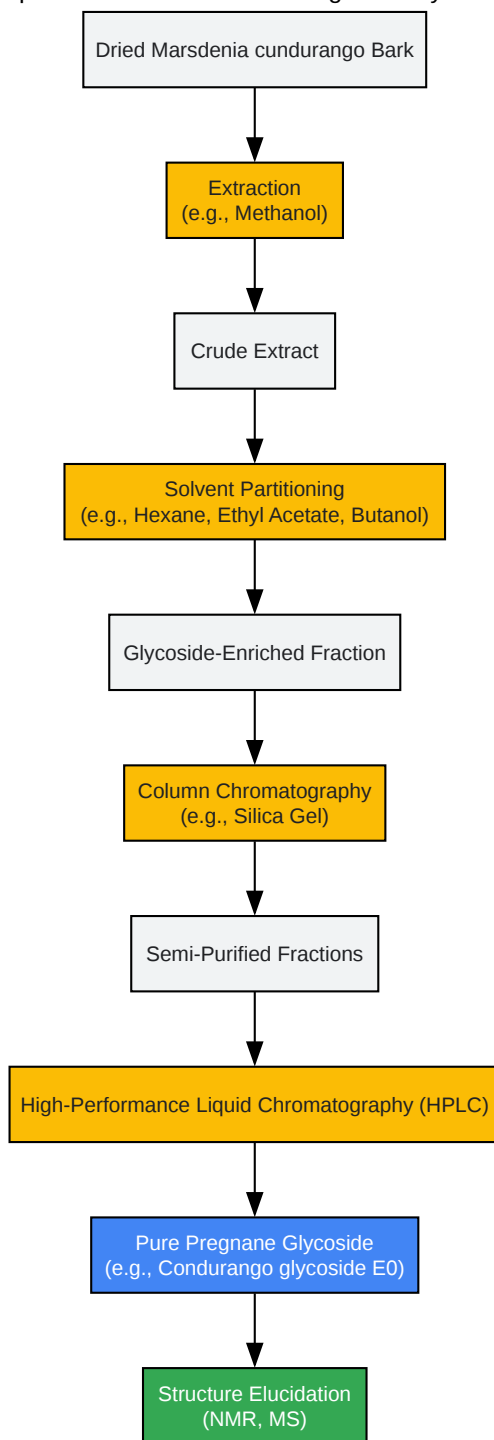 Dried Marsdenia cundurango Bark
Extraction
(e.g., Methanol)
Crude Extract
Solvent Partitioning
(e.g., Hexane, Ethyl Acetate, Butanol)
Glycoside-Enriched Fraction
Column Chromatography
(e.g., Silica Gel)
Semi-Purified Fractions
High-Performance Liquid Chromatography (HPLC)
Pure Pregnane Glycoside
(e.g., Condurango glycoside E0)
Structure Elucidation
(NMR, MS)